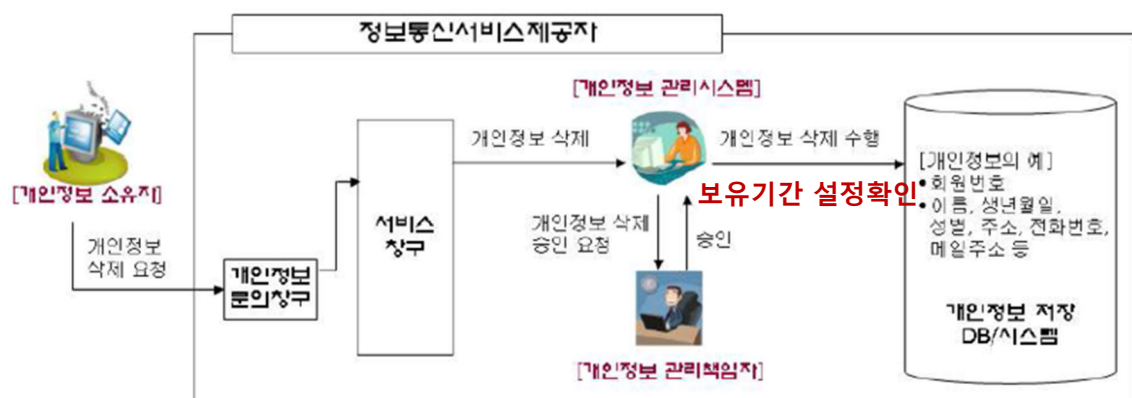 정보통신서비스제공자
[개인정보 소유자]
개인정보
삭제 요청
개인정보
문의창구
서비스
창구
개인정보 삭제
[개인정보 관리시스템]
개인정보 삭제 수행
보유기간 설정확인
개인정보 삭제
승인 요청
승인
[개인정보 관리책임자]
[개인정보의 예]
•회원번호
•이름, 생년월일,
성별, 주소, 전화번호,
메일주소 등
개인정보 저장
DB/시스템